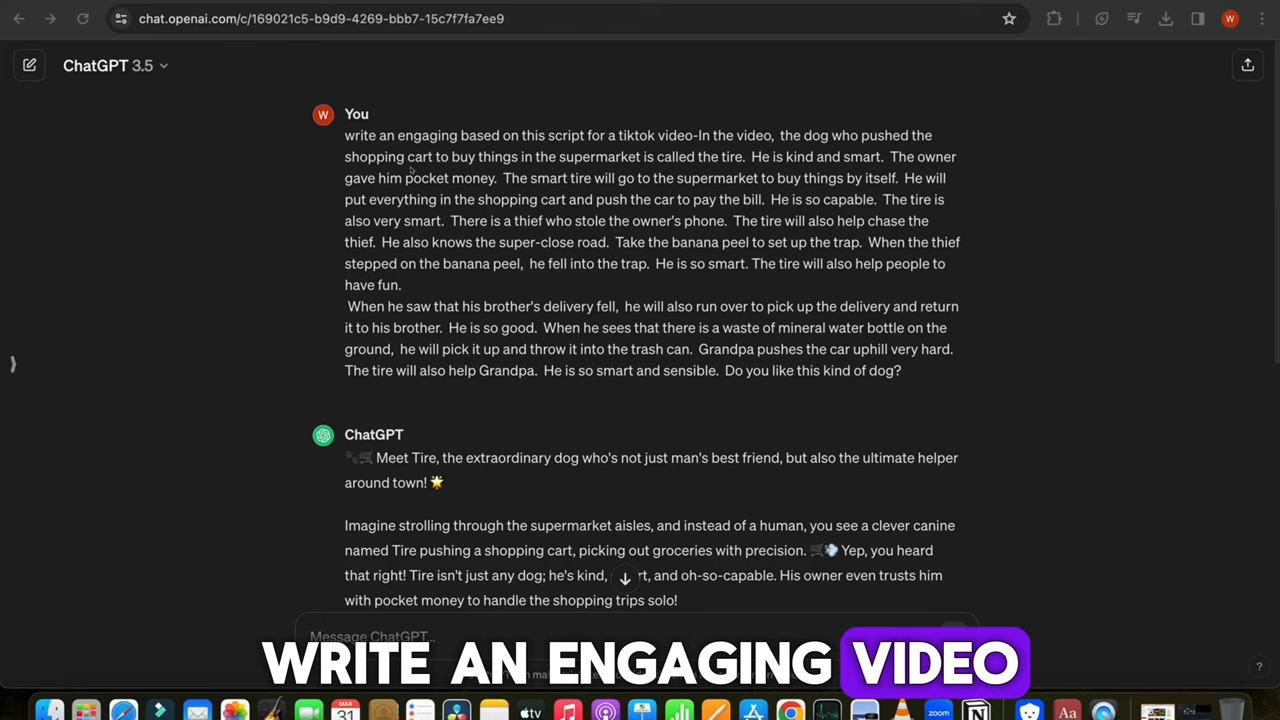 chat.openai.com/c/169021c5-b9d9-4269-bbb7-15c7f7fa7ee9
W
ChatGPT 3.5
W
You
write an engaging based on this script for a tiktok video-In the video, the dog who pushed the
shopping cart to buy things in the supermarket is called the tire. He is kind and smart. The owner
gave him pocket money. The smart tire will go to the supermarket to buy things by itself. He will
put everything in the shopping cart and push the car to pay the bill. He is so capable. The tire is
also very smart. There is a thief who stole the owner's phone. The tire will also help chase the
thief. He also knows the super-close road. Take the banana peel to set up the trap. When the thief
stepped on the banana peel, he fell into the trap. He is so smart. The tire will also help people to
have fun.
When he saw that his brother's delivery fell, he will also run over to pick up the delivery and return
it to his brother. He is so good. When he sees that there is a waste of mineral water bottle on the
ground, he will pick it up and throw it into the trash can. Grandpa pushes the car uphill very hard.
The tire will also help Grandpa. He is so smart and sensible. Do you like this kind of dog?
ChatGPT
🐾🛒 Meet Tire, the extraordinary dog who's not just man's best friend, but also the ultimate helper
around town! 🌟
Imagine strolling through the supermarket aisles, and instead of a human, you see a clever canine
named Tire pushing a shopping cart, picking out groceries with precision. 🛒💨 Yep, you heard
that right! Tire isn't just any dog; he's kind, rt, and oh-so-capable. His owner even trusts him
with pocket money to handle the shopping trips solo!
Message ChatGPT...
WRITE AN ENGAGING VIDEO
?
MAR
31
tv
zoom
N
Aa